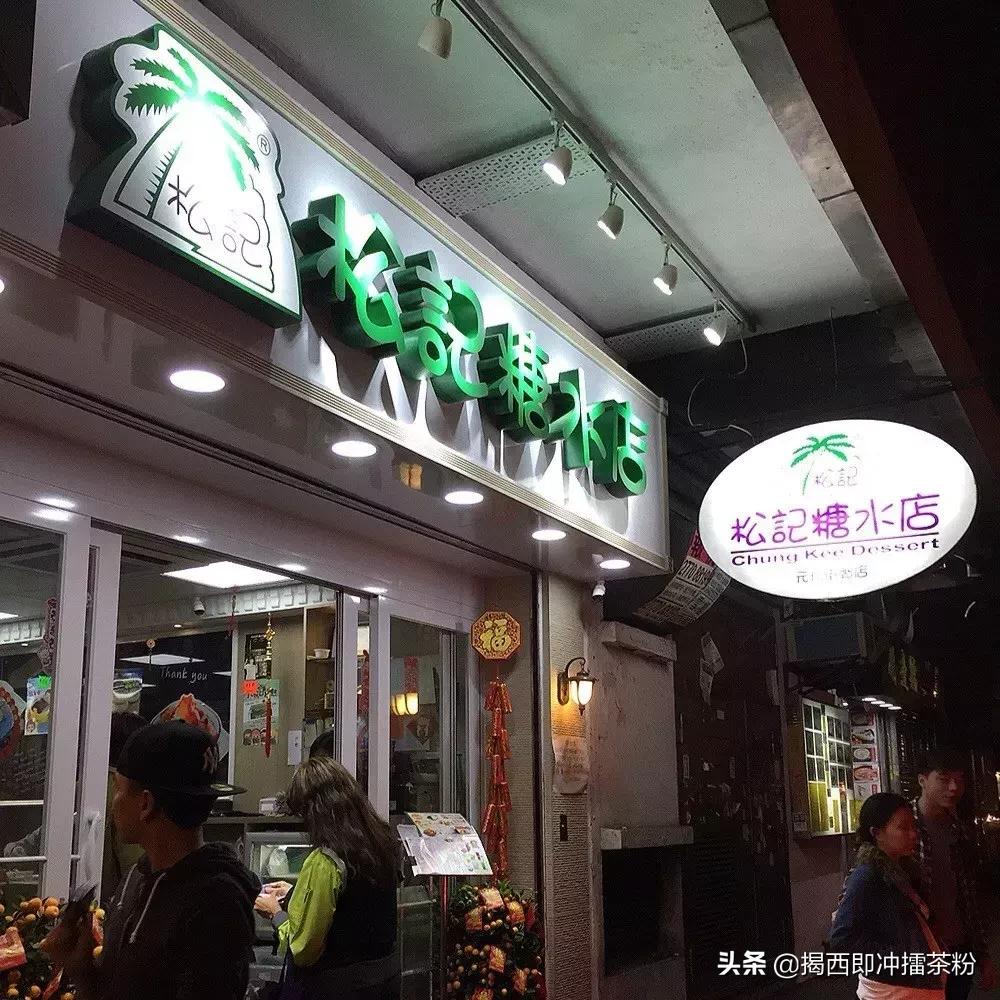 松記
®
松記糖水店
松記
松記糖水店
Chung Kee Dessert
Thank you
福
头条 @揭西即冲擂茶粉